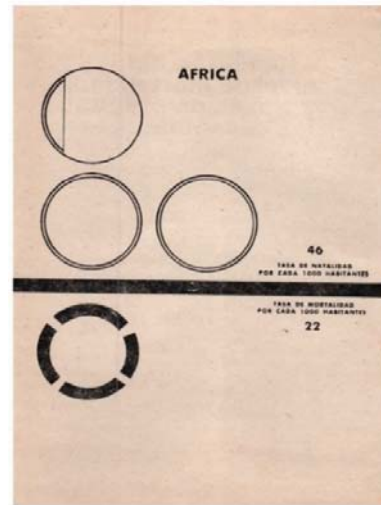 AFRICA
46
TASA DE NATALIDAD
POR CADA 1000 HABITANTES
TASA DE MORTALIDAD
POR CADA 1000 HABITANTES
22